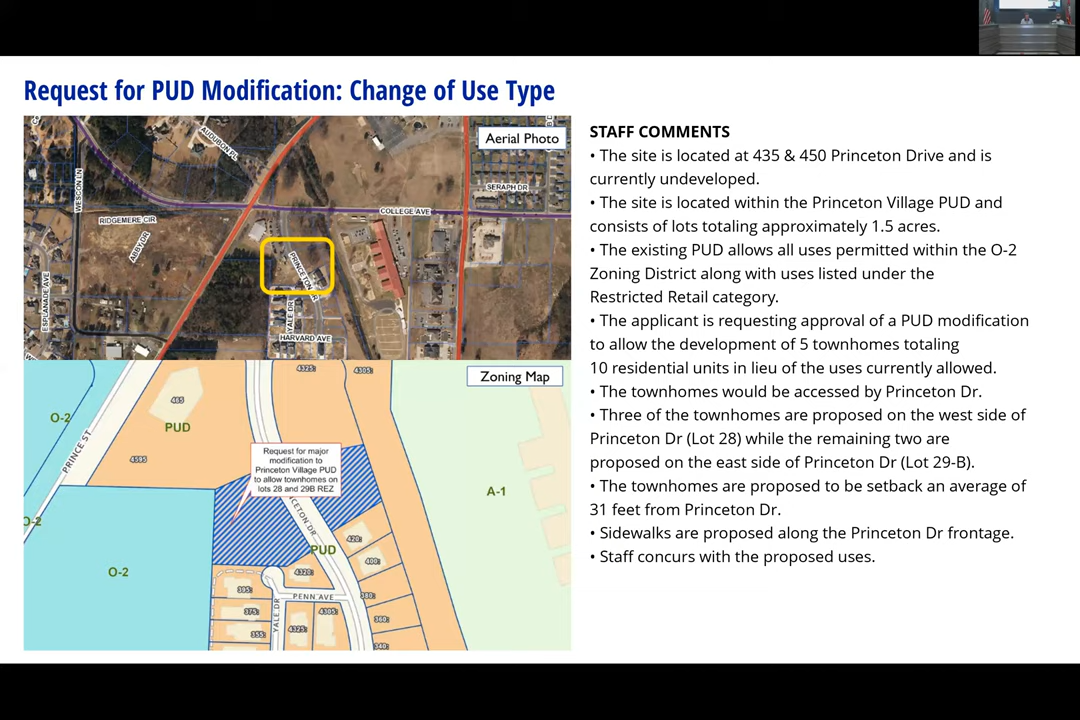 Request for PUD Modification: Change of Use Type
Aerial Photo
AUDUBON PL
WESCON LN
SERAPH DR
COLLEGE AVE
RIDGEMERE CIR
ABBY DR
ESPLANADE AVE
PRINCETON DR
YALE DR
HARVARD AVE
Zoning Map
4325
4305
465
O-2
PUD
PRINCE ST
4595
Request for major
modification to
Princeton Village PUD
to allow townhomes on
lots 28 and 29B REZ
A-1
O-2
CETON DR
420
PUD
400
O-2
4320
395
PENN AVE
380
375
4305
360
YALE DR
4325
355
340
STAFF COMMENTS
• The site is located at 435 & 450 Princeton Drive and is
currently undeveloped.
• The site is located within the Princeton Village PUD and
consists of lots totaling approximately 1.5 acres.
• The existing PUD allows all uses permitted within the O-2
Zoning District along with uses listed under the
Restricted Retail category.
• The applicant is requesting approval of a PUD modification
to allow the development of 5 townhomes totaling
10 residential units in lieu of the uses currently allowed.
• The townhomes would be accessed by Princeton Dr.
• Three of the townhomes are proposed on the west side of
Princeton Dr (Lot 28) while the remaining two are
proposed on the east side of Princeton Dr (Lot 29-B).
• The townhomes are proposed to be setback an average of
31 feet from Princeton Dr.
• Sidewalks are proposed along the Princeton Dr frontage.
• Staff concurs with the proposed uses.